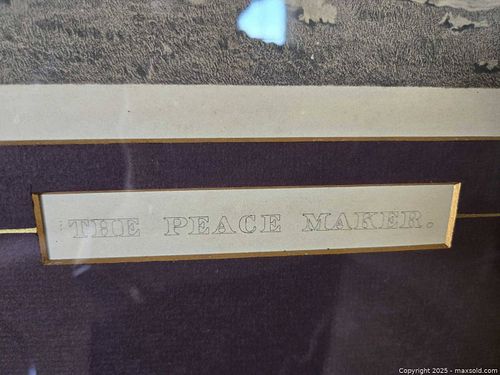 THE PEACE MAKER.
Copyright 2025 - maxsold.com